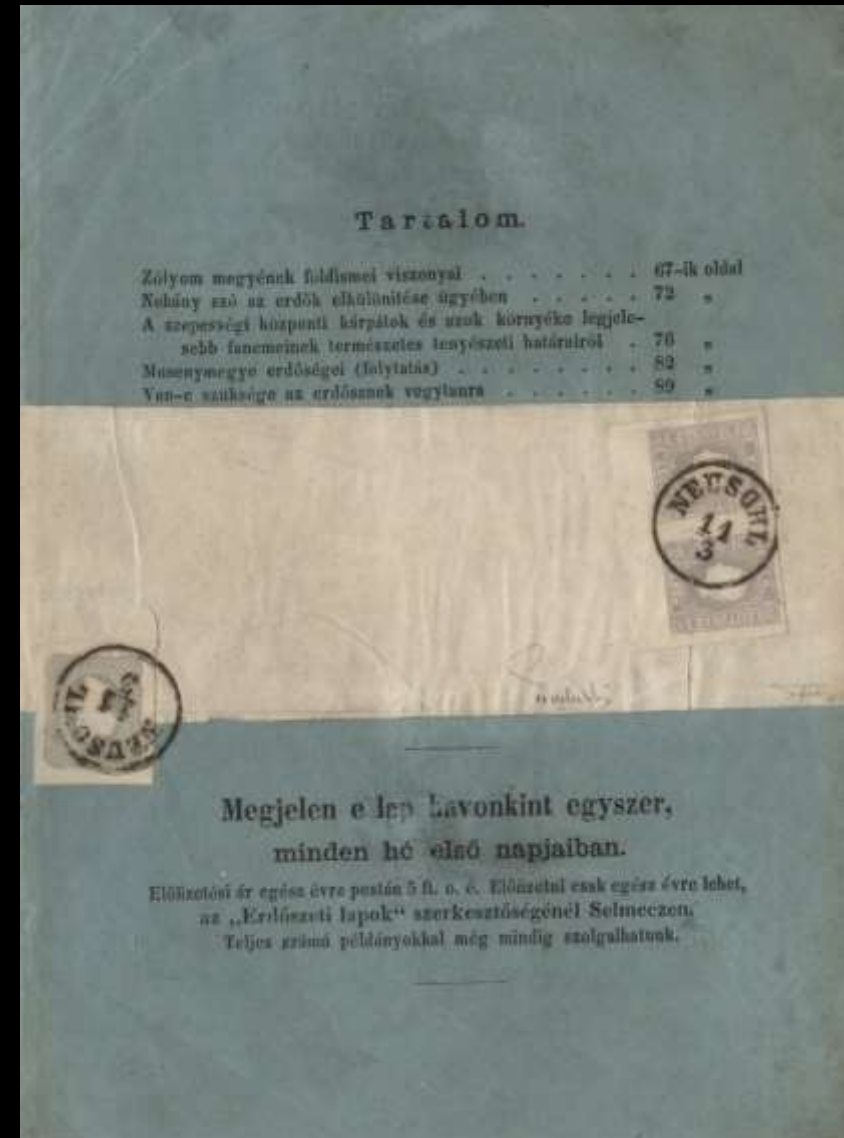 Tartalom.
Zólyom megyének földismei viszonyai . . . . . . . 67-ik oldal
Nehány szó az erdők elkülönitése ügyében . . . . . 72 „
A szepességi központi kárpátok és azok környéke legjele-
sebb fanemeinek természetes tenyészeti határairól . 76 „
erdőségei (folytatás) . . . . . . . . 82 „
Van-e szüksége az erdésznek vegytanra . . . . . . 89 „
NEUSOHL
11
3
NEUSOHL
Megjelen e lap havonkint egyszer,
minden hó első napjaiban.
Előfizetési ár egész évre postán 5 ft. o. é. Előfizetni csak egész évre lehet,
az „Erdészeti lapok“ szerkesztőségénél Selmeczen.
Teljes számú példányokkal még mindig szolgálhatunk.